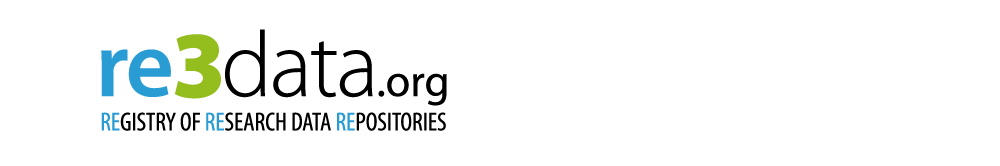 re3data.org
REGISTRY OF RESEARCH DATA REPOSITORIES